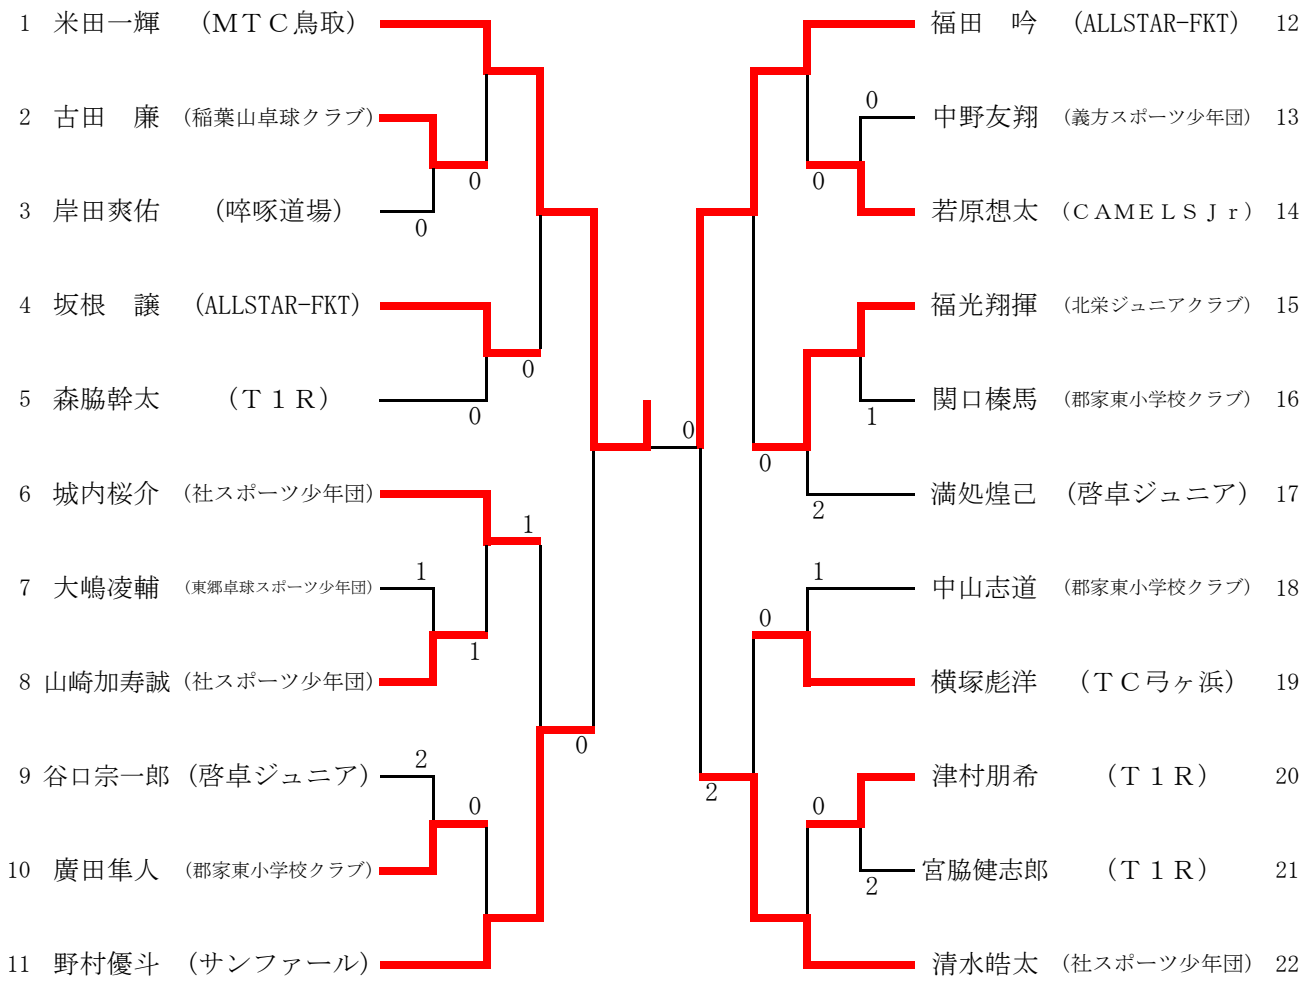 1 米田一輝 (ＭＴＣ鳥取)
2 古田　廉 (稲葉山卓球クラブ)
0
0
3 岸田爽佑 (啐啄道場)
4 坂根　譲 (ALLSTAR-FKT)
0
5 森脇幹太 (Ｔ１Ｒ)
0
6 城内桜介 (社スポーツ少年団)
1
7 大嶋凌輔 (東郷卓球スポーツ少年団)
1
1
8 山崎加寿誠 (社スポーツ少年団)
0
9 谷口宗一郎 (啓卓ジュニア)
2
0
10 廣田隼人 (郡家東小学校クラブ)
11 野村優斗 (サンファール)
0
2
福田　吟 (ALLSTAR-FKT) 12
0
中野友翔 (義方スポーツ少年団) 13
0
若原想太 (ＣＡＭＥＬＳＪｒ) 14
福光翔揮 (北栄ジュニアクラブ) 15
関口榛馬 (郡家東小学校クラブ) 16
1
0
満処煌己 (啓卓ジュニア) 17
2
1
中山志道 (郡家東小学校クラブ) 18
0
横塚彪洋 (ＴＣ弓ヶ浜) 19
津村朋希 (Ｔ１Ｒ) 20
0
宮脇健志郎 (Ｔ１Ｒ) 21
2
清水皓太 (社スポーツ少年団) 22